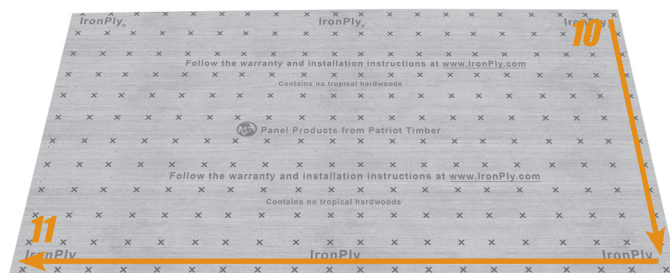 IronPly® IronPly® IronPly
10
Follow the warranty and installation instructions at www.IronPly.com
Contains no tropical hardwoods
Panel Products from Patriot Timber
Follow the warranty and installation instructions at www.IronPly.com
Contains no tropical hardwoods
11
IronPly IronPly IronPly